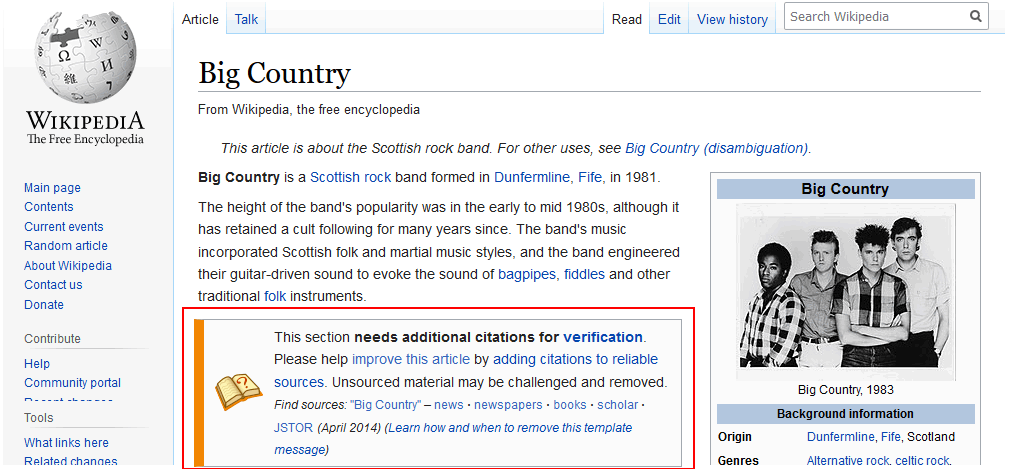 Article Talk Read Edit View history Search Wikipedia
WIKIPEDIA
The Free Encyclopedia
Main page
Contents
Current events
Random article
About Wikipedia
Contact us
Donate
Contribute
Help
Community portal
Recent changes
Tools
What links here
Related changes
Big Country
From Wikipedia, the free encyclopedia
This article is about the Scottish rock band. For other uses, see Big Country (disambiguation).
Big Country is a Scottish rock band formed in Dunfermline, Fife, in 1981.
The height of the band's popularity was in the early to mid 1980s, although it
has retained a cult following for many years since. The band's music
incorporated Scottish folk and martial music styles, and the band engineered
their guitar-driven sound to evoke the sound of bagpipes, fiddles and other
traditional folk instruments.
This section needs additional citations for verification.
Please help improve this article by adding citations to reliable
sources. Unsourced material may be challenged and removed.
Find sources: "Big Country" – news · newspapers · books · scholar ·
JSTOR (April 2014) (Learn how and when to remove this template
message)
Big Country
Big Country, 1983
Background information
Origin Dunfermline, Fife, Scotland
Genres Alternative rock, celtic rock,